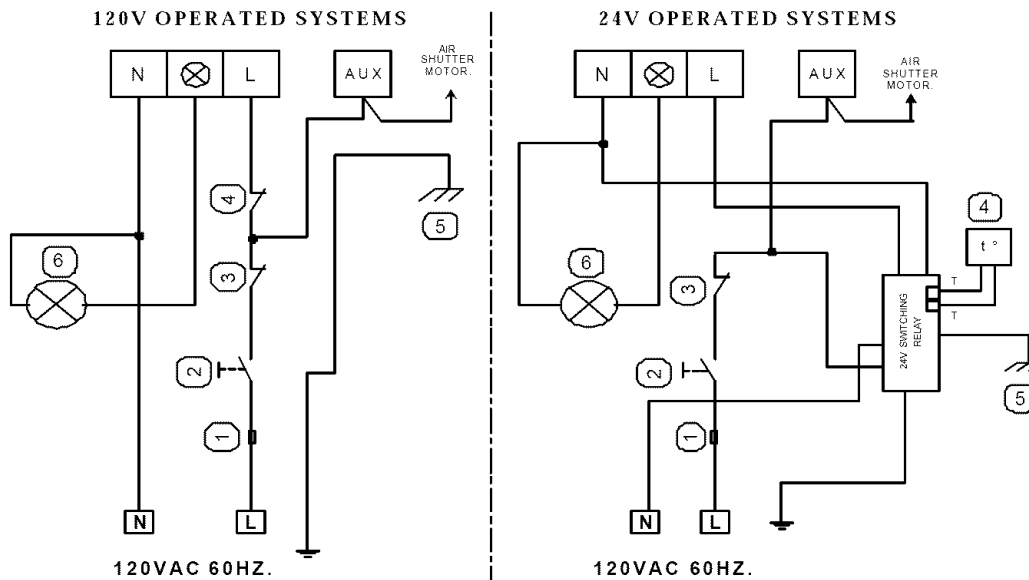 120V OPERATED SYSTEMS
N
L
AUX
AIR
SHUTTER
MOTOR.
4
5
6
3
2
1
N
L
120VAC 60HZ.
24V OPERATED SYSTEMS
N
L
AUX
AIR
SHUTTER
MOTOR.
4
t °
6
3
T
T
24V SWITCHING
RELAY
2
5
1
N
L
120VAC 60HZ.